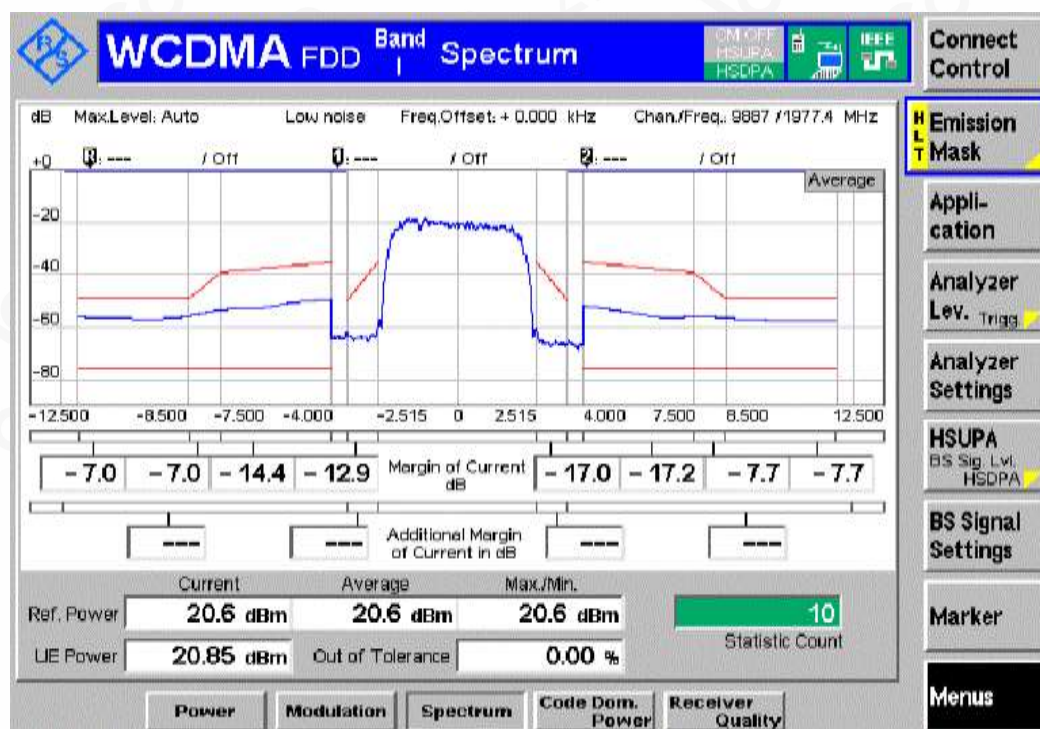 R S
WCDMA FDD Band I Spectrum
CM OFF
HSUPA
HSDPA
IEEE
Connect Control
dB Max.Level: Auto Low noise Freq.Offset: + 0.000 kHz Chan./Freq.: 9887 /1977.4 MHz
H L T
Emission Mask
R: --- / Off 1: --- / Off 2: --- / Off
+0
Average
Appli-
cation
-20
-40
-60
-80
Analyzer
Lev. Trigg.
Analyzer
Settings
-12.500 -8.500 -7.500 -4.000 -2.515 0 2.515 4.000 7.500 8.500 12.500
HSUPA
BS Sig. Lvl.
HSDPA
-7.0 -7.0 -14.4 -12.9 Margin of Current dB -17.0 -17.2 -7.7 -7.7
BS Signal
Settings
--- --- Additional Margin of Current in dB --- ---
Current Average Max./Min.
Ref. Power 20.6 dBm 20.6 dBm 20.6 dBm 10
Marker
UE Power 20.85 dBm Out of Tolerance 0.00 % Statistic Count
Menus
Power Modulation Spectrum Code Dom. Power Receiver Quality